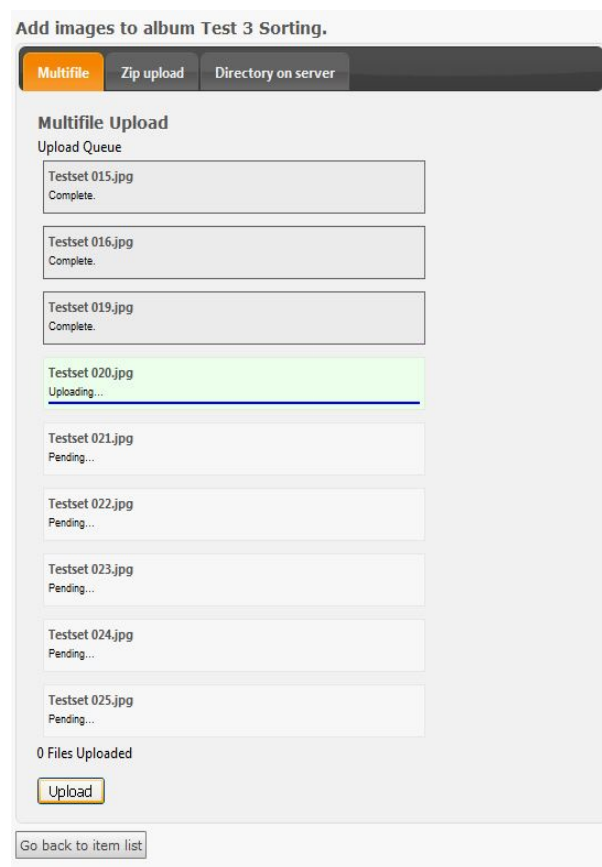 Add images to album Test 3 Sorting.
Multifile Zip upload Directory on server
Multifile Upload
Upload Queue
Testset 015.jpg
Complete.
Testset 016.jpg
Complete.
Testset 019.jpg
Complete.
Testset 020.jpg
Uploading...
Testset 021.jpg
Pending...
Testset 022.jpg
Pending...
Testset 023.jpg
Pending...
Testset 024.jpg
Pending...
Testset 025.jpg
Pending...
0 Files Uploaded
Upload
Go back to item list